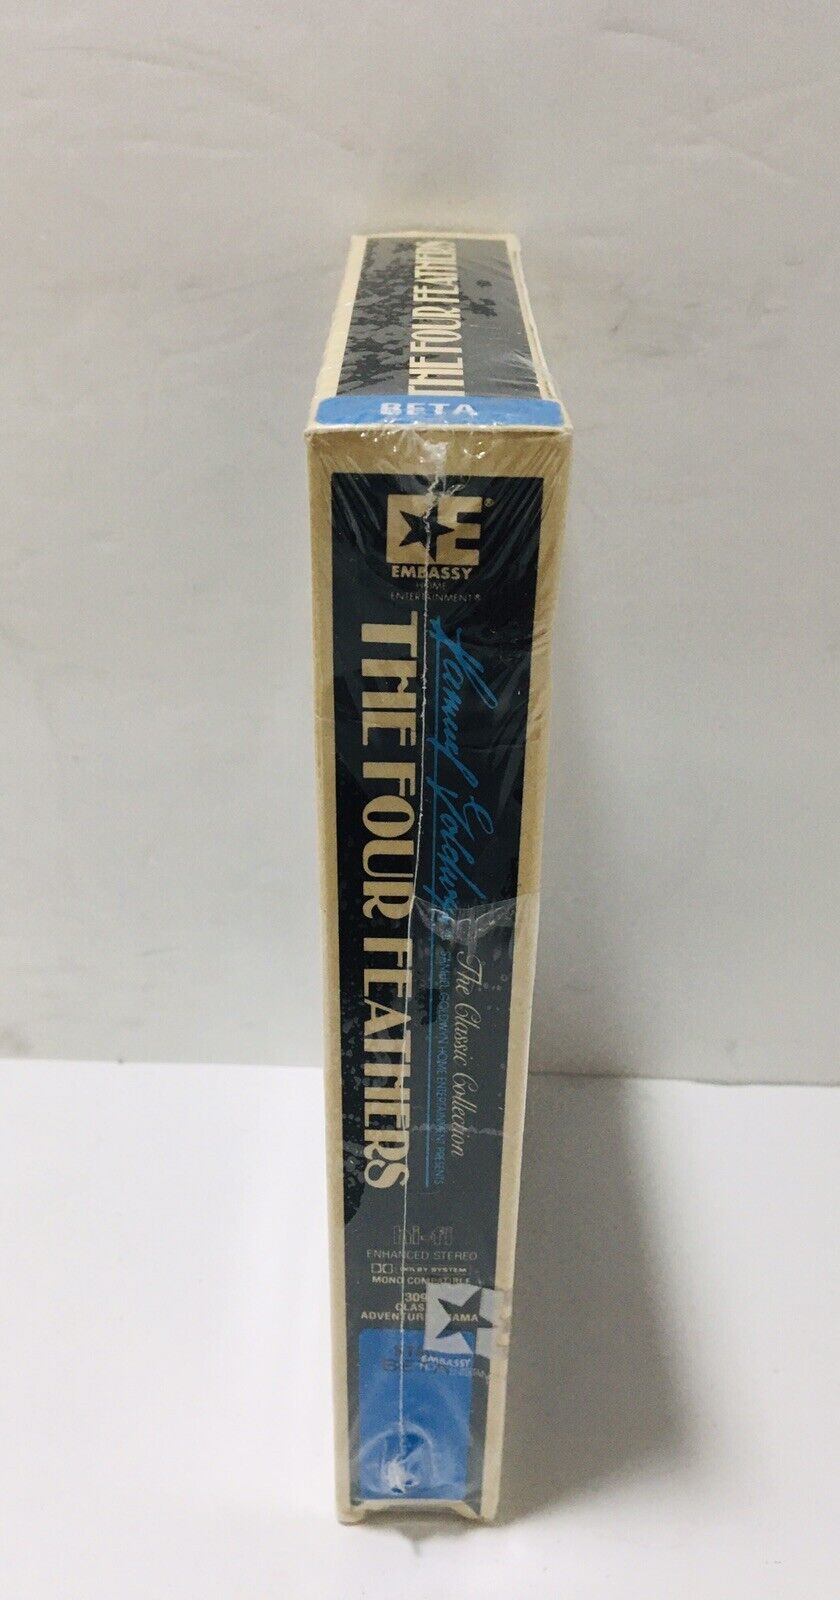 THE FOUR FEATHERS
BETA
E®
EMBASSY
HOME
ENTERTAINMENT®
Samuel Goldwyn
The Classic Collection
SAMUEL GOLDWYN HOME ENTERTAINMENT PRESENTS
THE FOUR FEATHERS
hi-fi
ENHANCED STEREO
DOLBY SYSTEM
MONO COMPATIBLE
EMBASSY